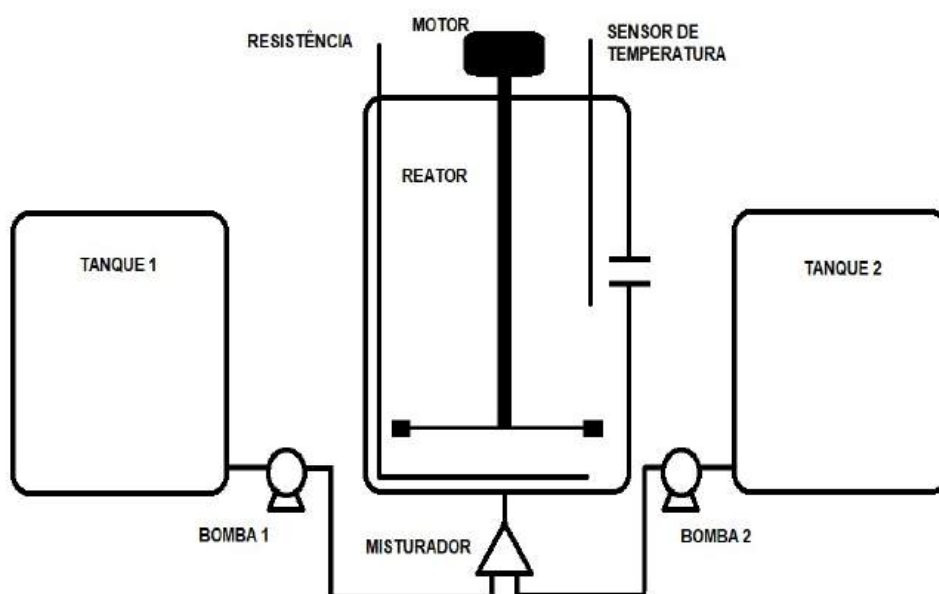 MOTOR
RESISTÊNCIA
SENSOR DE
TEMPERATURA
REATOR
TANQUE 1
TANQUE 2
BOMBA 1
MISTURADOR
BOMBA 2